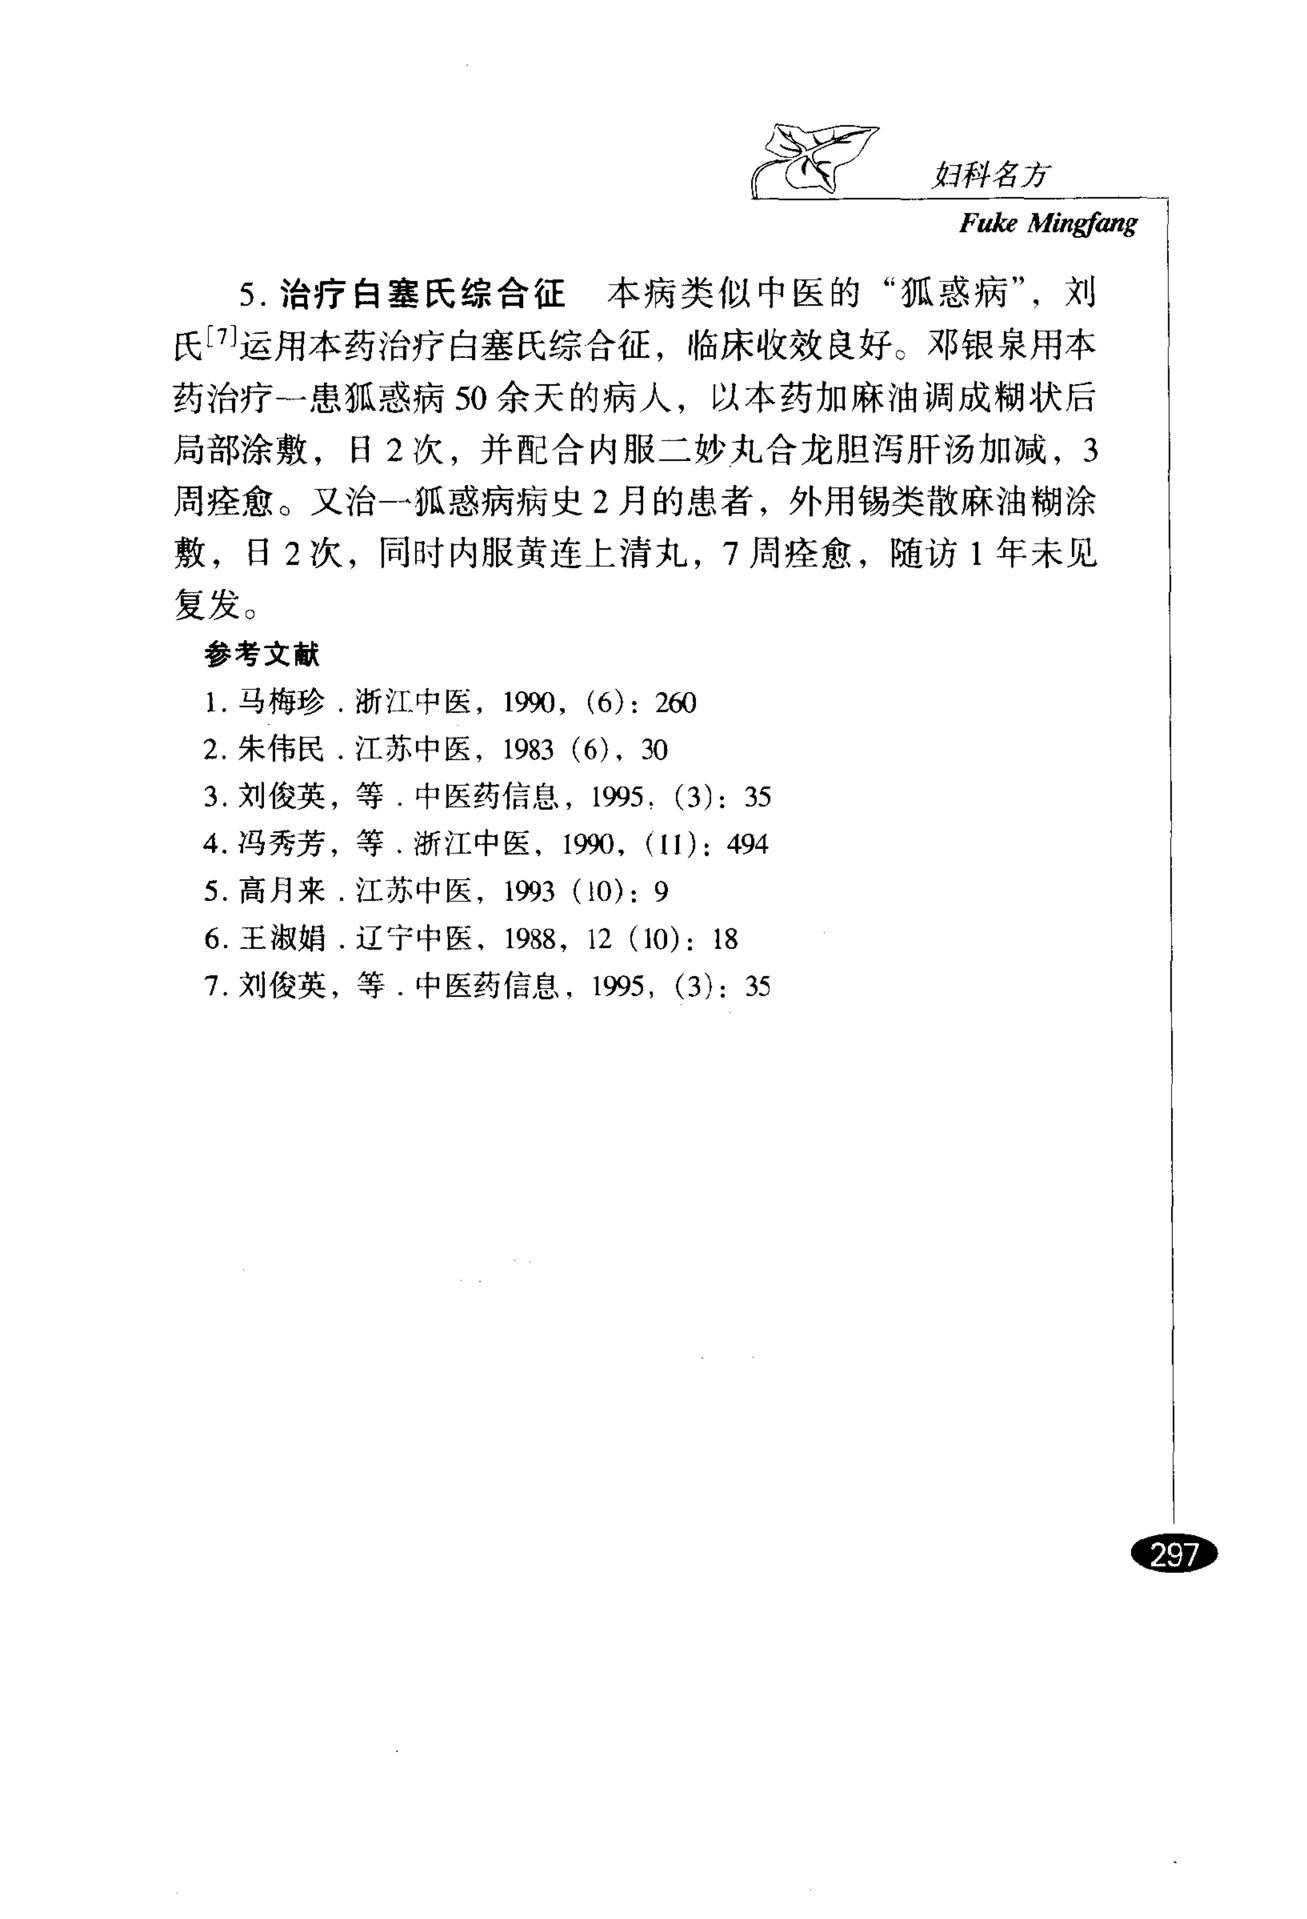 妇科名方
Fuke Mingfang
5. 治疗白塞氏综合征　本病类似中医的“狐惑病”，刘
氏[7]运用本药治疗白塞氏综合征，临床收效良好。邓银泉用本
药治疗一患狐惑病 50 余天的病人，以本药加麻油调成糊状后
局部涂敷，日 2 次，并配合内服二妙丸合龙胆泻肝汤加减，3
周痊愈。又治一狐惑病病史 2 月的患者，外用锡类散麻油糊涂
敷，日 2 次，同时内服黄连上清丸，7 周痊愈，随访 1 年未见
复发。
参考文献
1. 马梅珍 . 浙江中医，1990，(6)：260
2. 朱伟民 . 江苏中医，1983 (6)，30
3. 刘俊英，等 . 中医药信息，1995，(3)：35
4. 冯秀芳，等 . 浙江中医，1990，(11)：494
5. 高月来 . 江苏中医，1993 (10)：9
6. 王淑娟 . 辽宁中医，1988，12 (10)：18
7. 刘俊英，等 . 中医药信息，1995，(3)：35
297